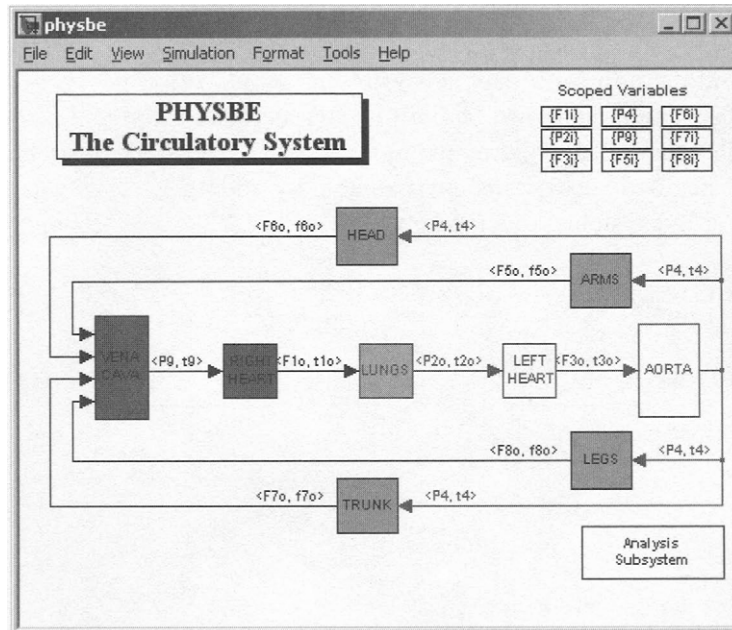 physbe
File Edit View Simulation Format Tools Help
PHYSBE
The Circulatory System
Scoped Variables
{F1i} {P4} {F6i}
{P2i} {P9} {F7i}
{F3i} {F5i} {F8i}
<F6o, f6o>
HEAD
<P4, t4>
<F5o, f5o>
ARMS
<P4, t4>
VENA
CAVA
<P9, t9>
RIGHT
HEART
<F1o, t1o>
LUNGS
<P2o, t2o>
LEFT
HEART
<F3o, t3o>
AORTA
<F8o, f8o>
LEGS
<P4, t4>
<F7o, f7o>
TRUNK
<P4, t4>
Analysis
Subsystem